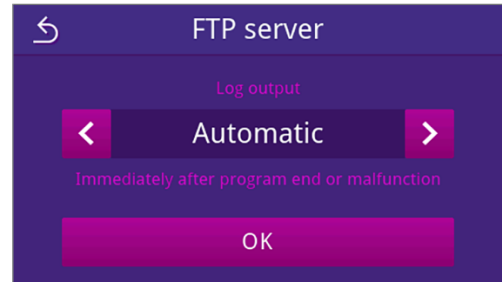 FTP server
Log output
Automatic
Immediately after program end or malfunction
OK